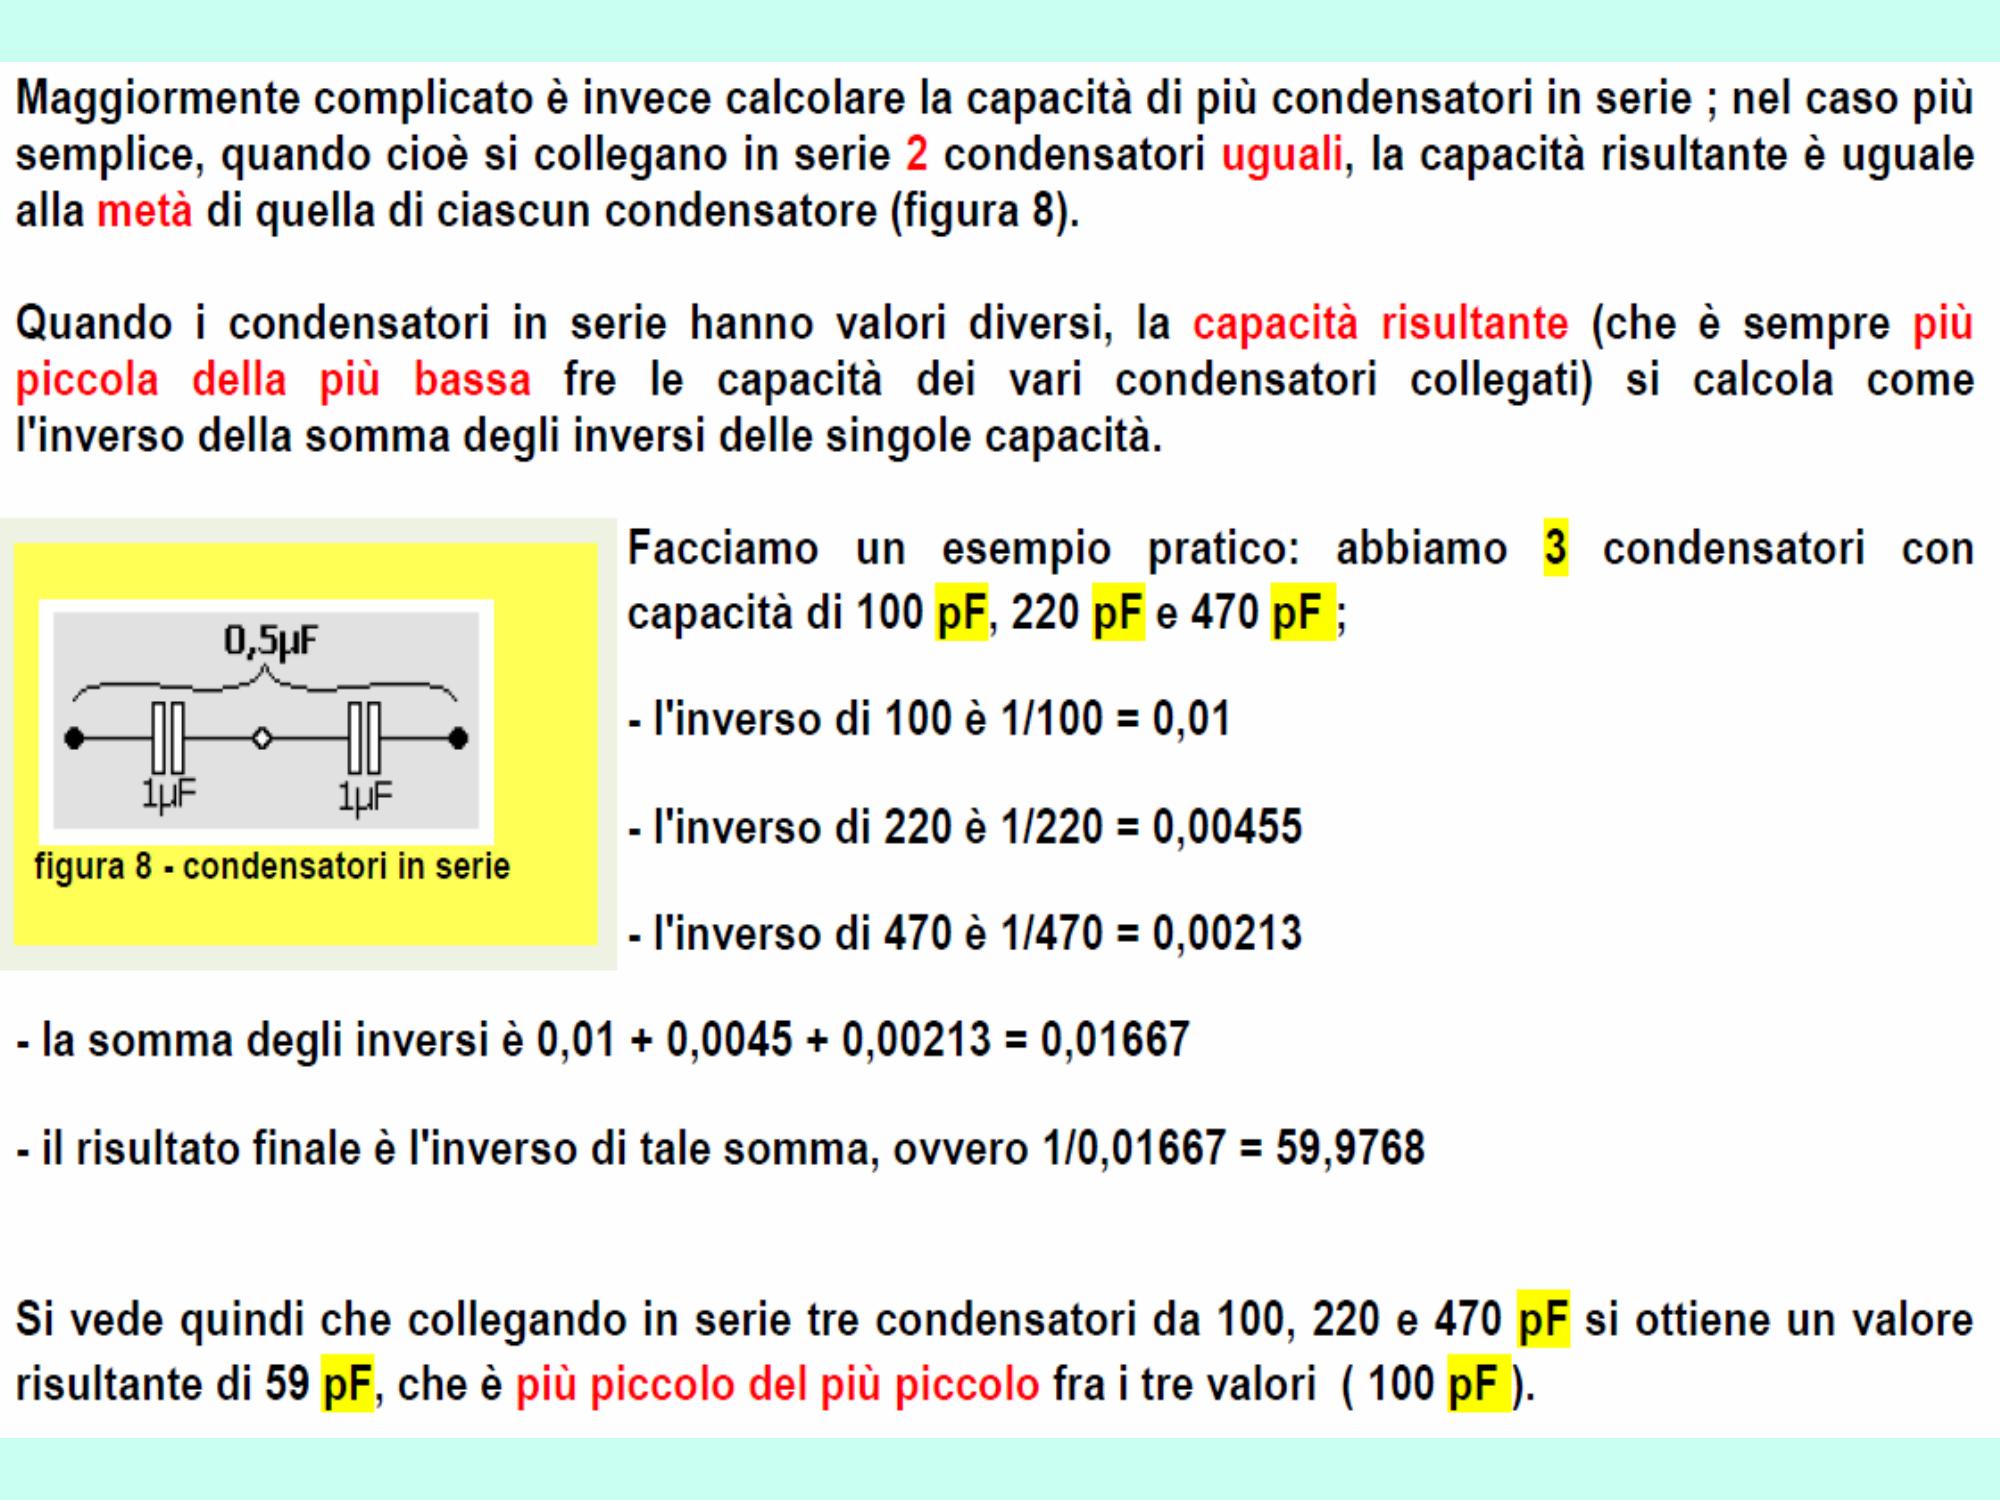 Maggiormente complicato è invece calcolare la capacità di più condensatori in serie ; nel caso più
semplice, quando cioè si collegano in serie 2 condensatori uguali, la capacità risultante è uguale
alla metà di quella di ciascun condensatore (figura 8).
Quando i condensatori in serie hanno valori diversi, la capacità risultante (che è sempre più
piccola della più bassa fre le capacità dei vari condensatori collegati) si calcola come
l'inverso della somma degli inversi delle singole capacità.
0,5µF
1µF 1µF
figura 8 - condensatori in serie
Facciamo un esempio pratico: abbiamo 3 condensatori con
capacità di 100 pF, 220 pF e 470 pF ;
- l'inverso di 100 è 1/100 = 0,01
- l'inverso di 220 è 1/220 = 0,00455
- l'inverso di 470 è 1/470 = 0,00213
- la somma degli inversi è 0,01 + 0,0045 + 0,00213 = 0,01667
- il risultato finale è l'inverso di tale somma, ovvero 1/0,01667 = 59,9768
Si vede quindi che collegando in serie tre condensatori da 100, 220 e 470 pF si ottiene un valore
risultante di 59 pF, che è più piccolo del più piccolo fra i tre valori ( 100 pF ).